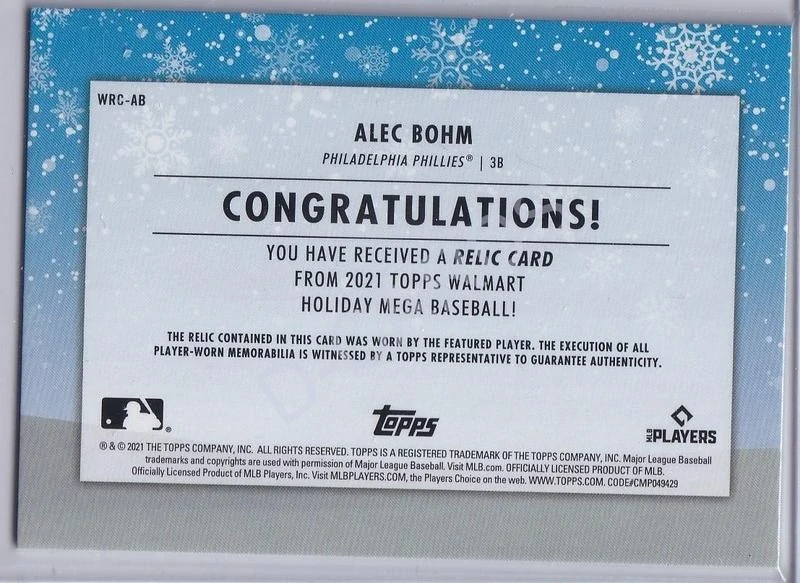 WRC-AB
ALEC BOHM
PHILADELPHIA PHILLIES® | 3B
CONGRATULATIONS!
YOU HAVE RECEIVED A RELIC CARD
FROM 2021 TOPPS WALMART
HOLIDAY MEGA BASEBALL!
THE RELIC CONTAINED IN THIS CARD WAS WORN BY THE FEATURED PLAYER. THE EXECUTION OF ALL
PLAYER-WORN MEMORABILIA IS WITNESSED BY A TOPPS REPRESENTATIVE TO GUARANTEE AUTHENTICITY.
® TOPPS MLB PLAYERS
® & © 2021 THE TOPPS COMPANY, INC. ALL RIGHTS RESERVED. TOPPS IS A REGISTERED TRADEMARK OF THE TOPPS COMPANY, INC. Major League Baseball
trademarks and copyrights are used with permission of Major League Baseball. Visit MLB.com. OFFICIALLY LICENSED PRODUCT OF MLB.
Officially Licensed Product of MLB Players, Inc. Visit MLBPLAYERS.COM, the Players Choice on the web. WWW.TOPPS.COM. CODE#CMP049429